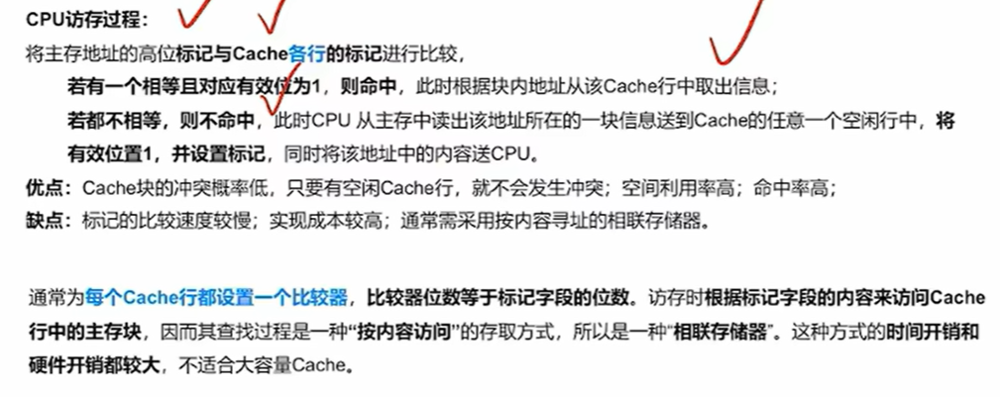 CPU访存过程：
将主存地址的高位标记与Cache各行的标记进行比较，
若有一个相等且对应有效位为1，则命中，此时根据块内地址从该Cache行中取出信息；
若都不相等，则不命中，此时CPU 从主存中读出该地址所在的一块信息送到Cache的任意一个空闲行中，将
有效位置1，并设置标记，同时将该地址中的内容送CPU。
优点：Cache块的冲突概率低，只要有空闲Cache行，就不会发生冲突；空间利用率高；命中率高；
缺点：标记的比较速度较慢；实现成本较高；通常需采用按内容寻址的相联存储器。
通常为每个Cache行都设置一个比较器，比较器位数等于标记字段的位数。访存时根据标记字段的内容来访问Cache
行中的主存块，因而其查找过程是一种“按内容访问”的存取方式，所以是一种“相联存储器”。这种方式的时间开销和
硬件开销都较大，不适合大容量Cache。